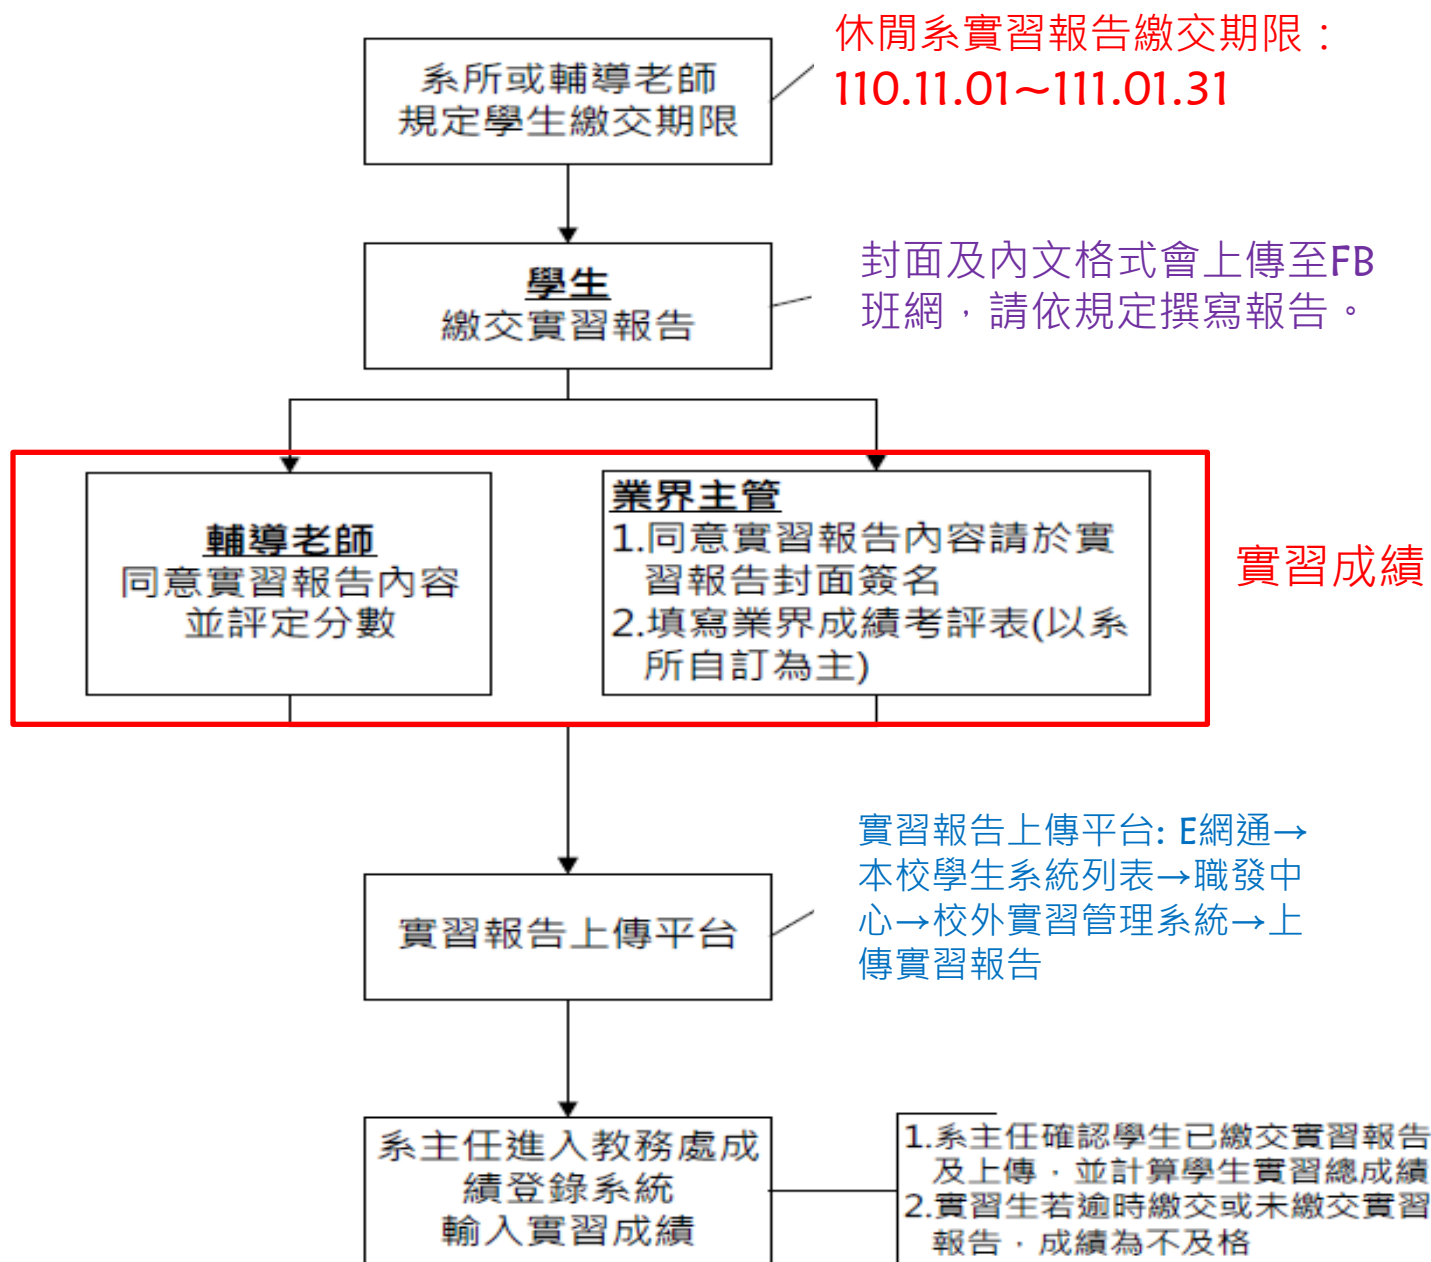 休閒系實習報告繳交期限：
110.11.01~111.01.31
系所或輔導老師
規定學生繳交期限
封面及內文格式會上傳至FB
班網，請依規定撰寫報告。
學生
繳交實習報告
輔導老師
同意實習報告內容
並評定分數
業界主管
1.同意實習報告內容請於實
習報告封面簽名
2.填寫業界成績考評表(以系
所自訂為主)
實習成績
實習報告上傳平台: E網通→
本校學生系統列表→職發中
心→校外實習管理系統→上
傳實習報告
實習報告上傳平台
系主任進入教務處成
績登錄系統
輸入實習成績
1.系主任確認學生已繳交實習報告
及上傳，並計算學生實習總成績
2.實習生若逾時繳交或未繳交實習
報告，成績為不及格